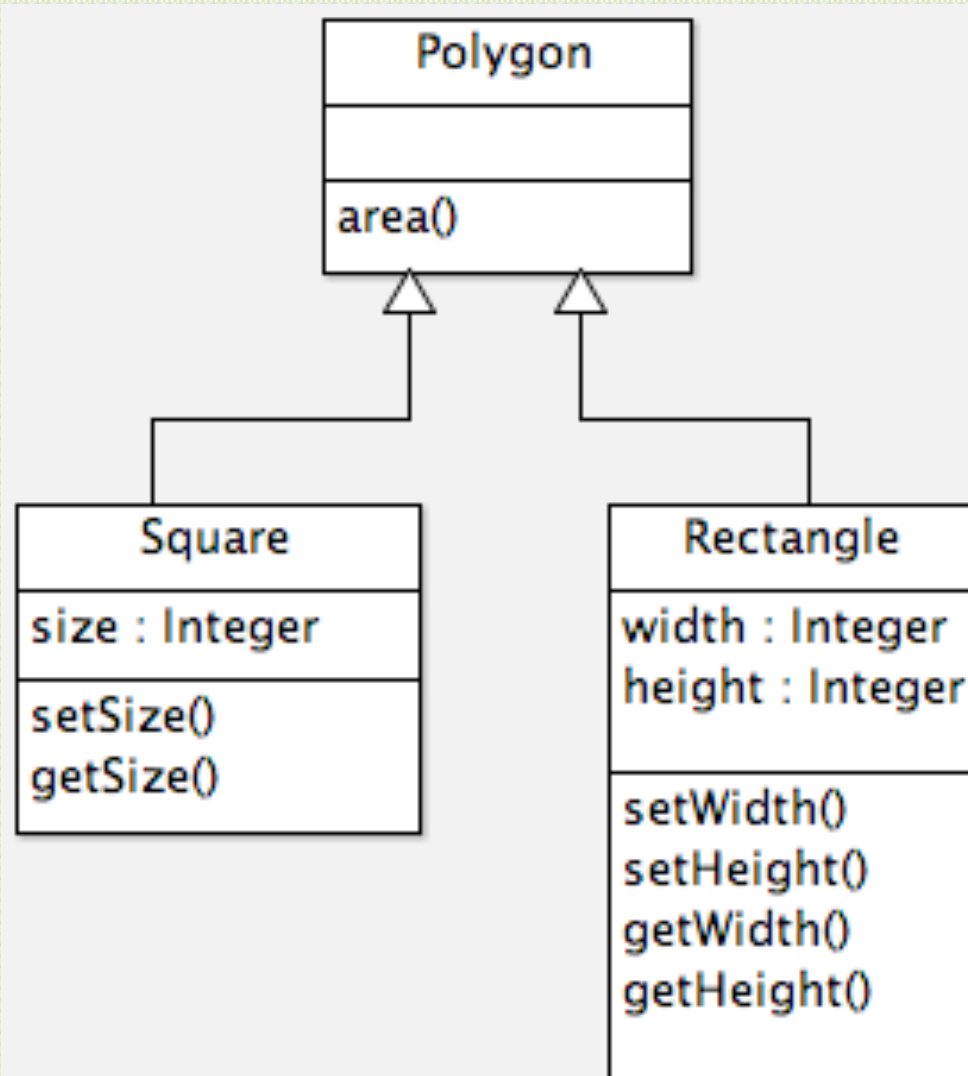 Polygon
area()
Square
size : Integer
setSize()
getSize()
Rectangle
width : Integer
height : Integer
setWidth()
setHeight()
getWidth()
getHeight()